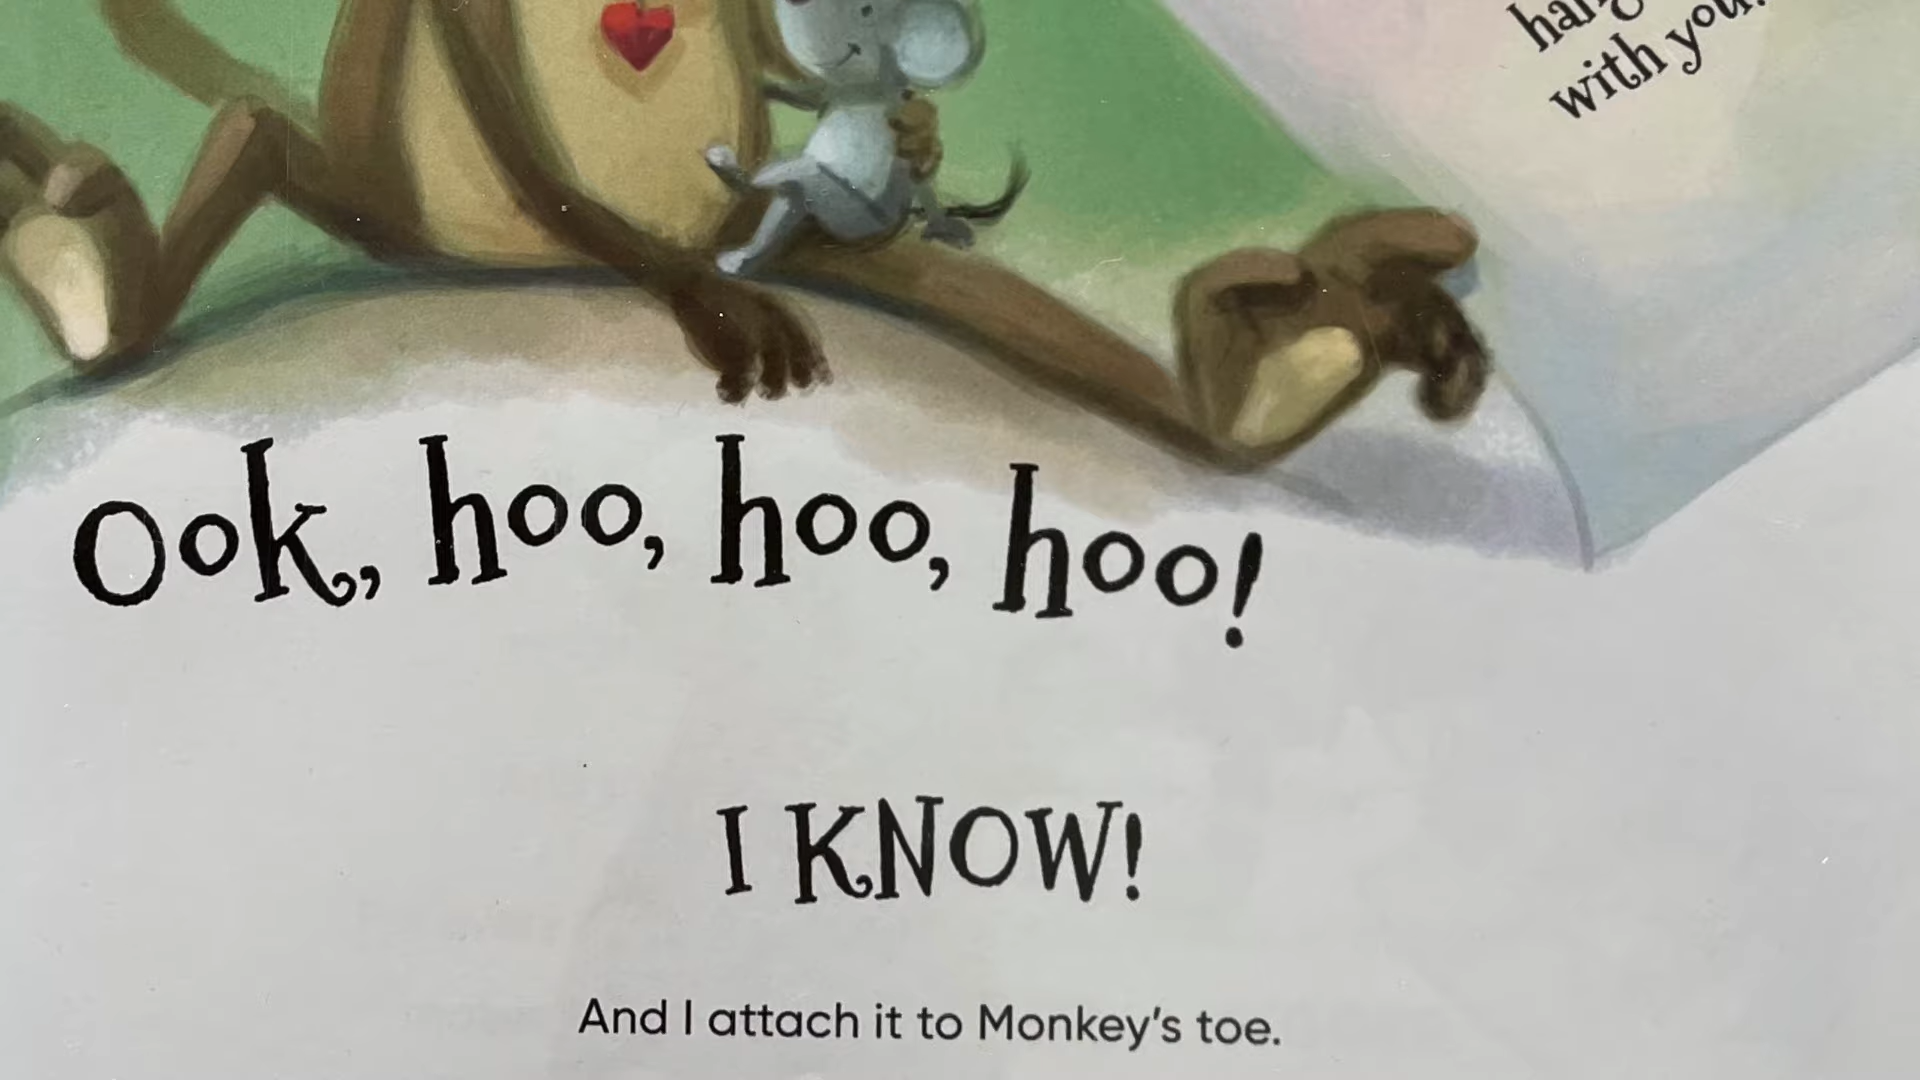 with you!
Ook, hoo, hoo, hoo!
I KNOW!
And I attach it to Monkey's toe.